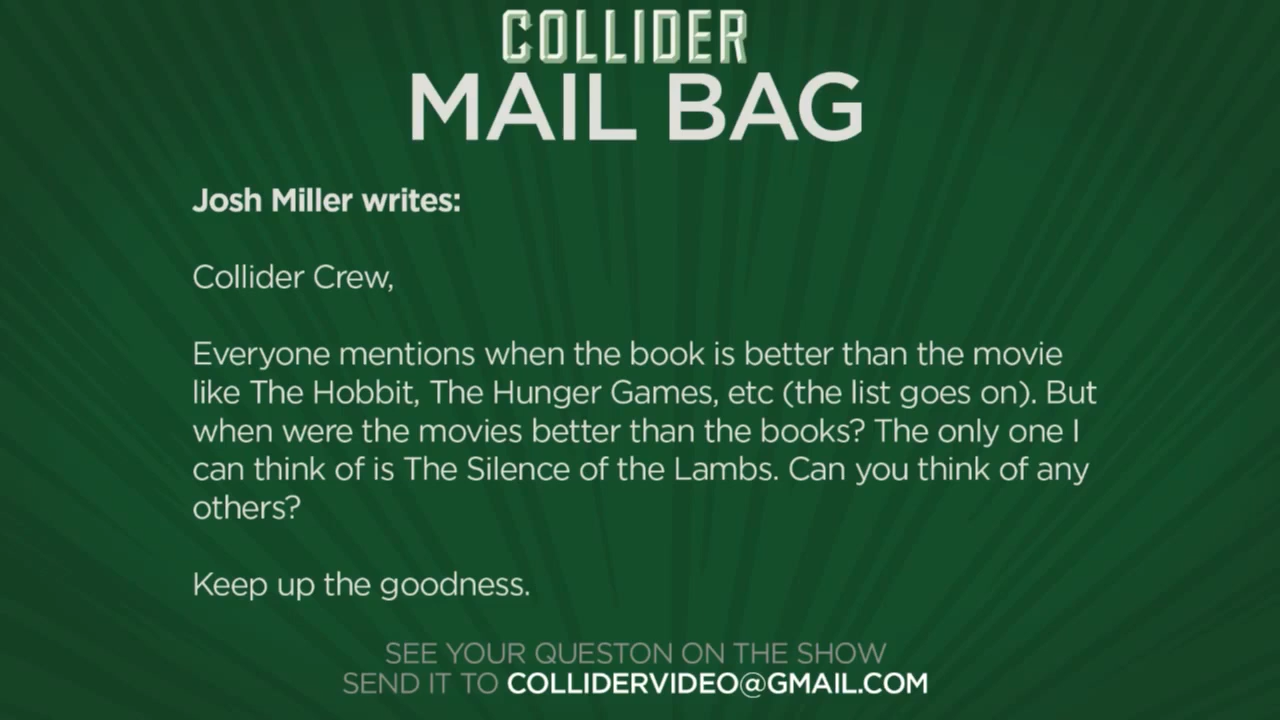 COLLIDER
MAIL BAG
Josh Miller writes:
Collider Crew,
Everyone mentions when the book is better than the movie
like The Hobbit, The Hunger Games, etc (the list goes on). But
when were the movies better than the books? The only one I
can think of is The Silence of the Lambs. Can you think of any
others?
Keep up the goodness.
SEE YOUR QUESTON ON THE SHOW
SEND IT TO COLLIDERVIDEO@GMAIL.COM